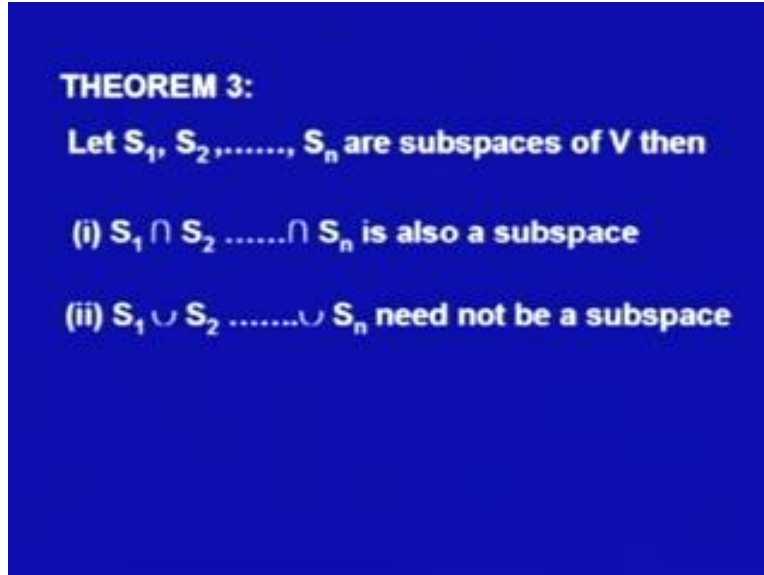 THEOREM 3:
Let S₁, S₂,......, Sₙ are subspaces of V then
(i) S₁ ∩ S₂ ......∩ Sₙ is also a subspace
(ii) S₁ ∪ S₂ .......∪ Sₙ need not be a subspace